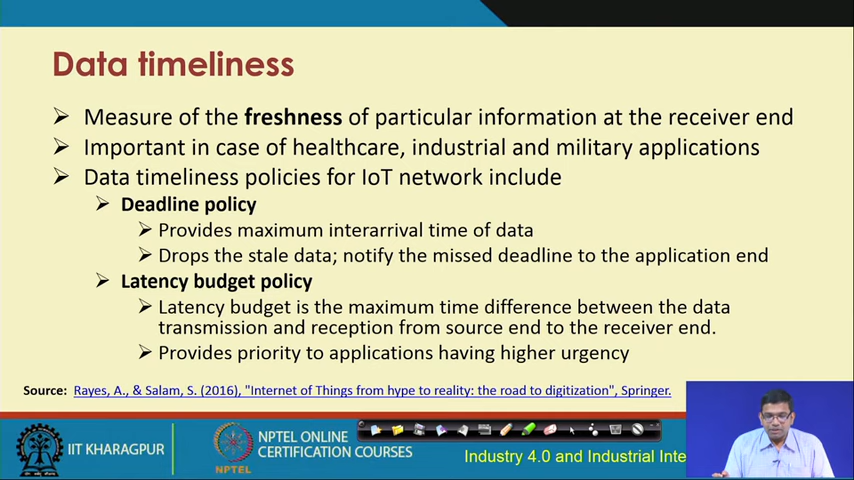 Data timeliness
➢ Measure of the freshness of particular information at the receiver end
➢ Important in case of healthcare, industrial and military applications
➢ Data timeliness policies for IoT network include
➢ Deadline policy
➢ Provides maximum interarrival time of data
➢ Drops the stale data; notify the missed deadline to the application end
➢ Latency budget policy
➢ Latency budget is the maximum time difference between the data
transmission and reception from source end to the receiver end.
➢ Provides priority to applications having higher urgency
Source: Rayes, A., & Salam, S. (2016), "Internet of Things from hype to reality: the road to digitization", Springer.
IIT KHARAGPUR
NPTEL
NPTEL ONLINE
CERTIFICATION COURSES
Industry 4.0 and Industrial Inte